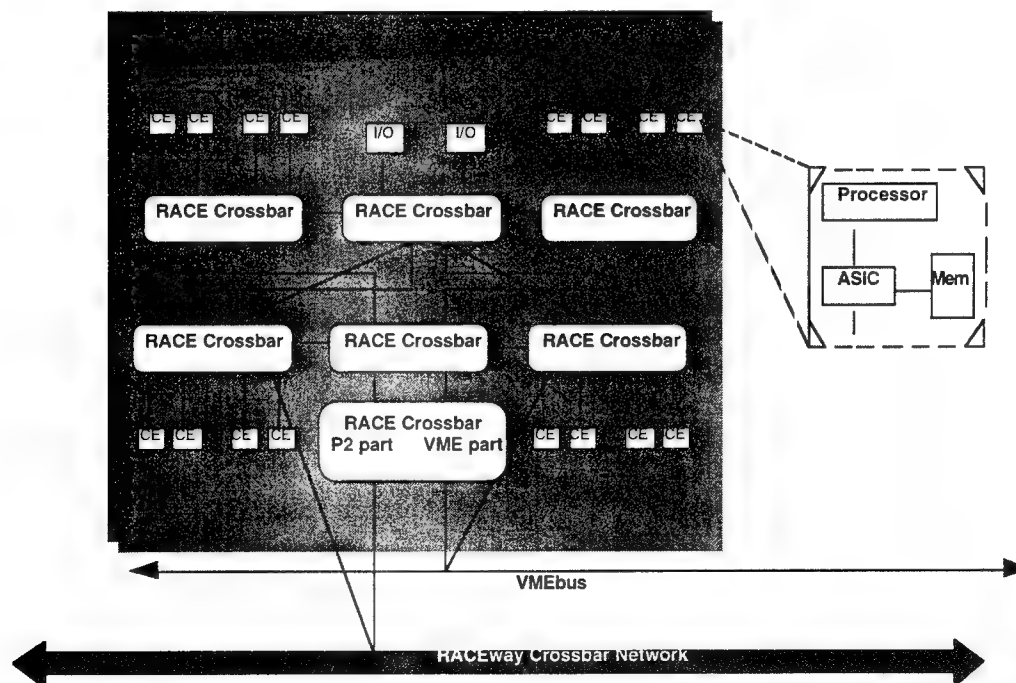 CE CE CE CE
I/O I/O
CE CE CE CE
RACE Crossbar RACE Crossbar RACE Crossbar
Processor
ASIC Mem
RACE Crossbar RACE Crossbar RACE Crossbar
RACE Crossbar
P2 part VME part
CE CE CE CE
CE CE CE CE
VMEbus
RACEway Crossbar Network